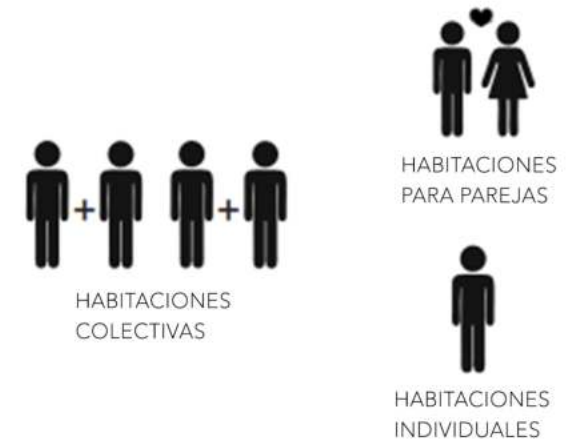 HABITACIONES
PARA PAREJAS
+
+
HABITACIONES
COLECTIVAS
HABITACIONES
INDIVIDUALES